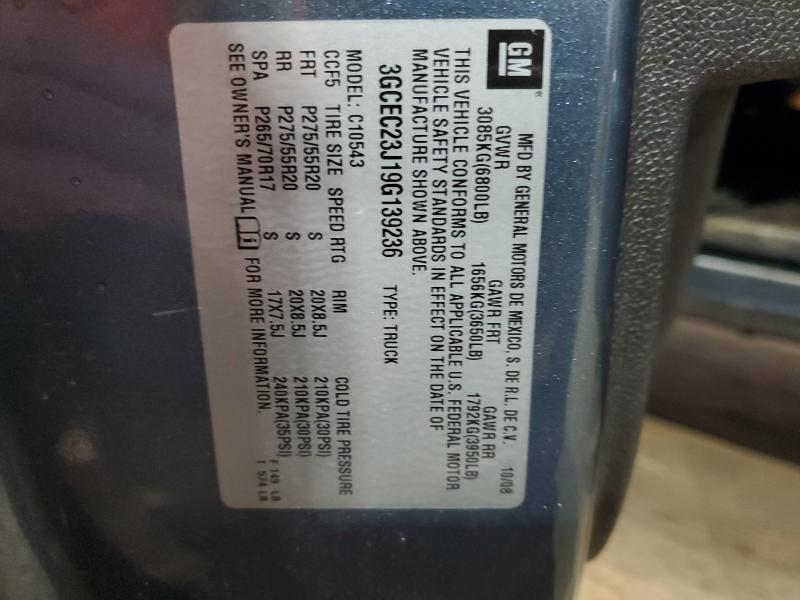 GM
MFD BY GENERAL MOTORS DE MEXICO, S. DE R.L. DE C.V. 10/08
GVWR GAWR FRT GAWR RR
3085KG(6800LB) 1656KG(3650LB) 1792KG(3950LB)
THIS VEHICLE CONFORMS TO ALL APPLICABLE U.S. FEDERAL MOTOR
VEHICLE SAFETY STANDARDS IN EFFECT ON THE DATE OF
MANUFACTURE SHOWN ABOVE.
3GCEC23J19G139236 TYPE: TRUCK
MODEL: C10543
CCF5 TIRE SIZE SPEED RTG RIM COLD TIRE PRESSURE
FRT P275/55R20 S 20X8.5J 210KPA(30PSI)
RR P275/55R20 S 20X8.5J 210KPA(30PSI)
SPA P265/70R17 S 17X7.5J 240KPA(35PSI)
SEE OWNER'S MANUAL i FOR MORE INFORMATION.
F 149 LB
T 574 LB